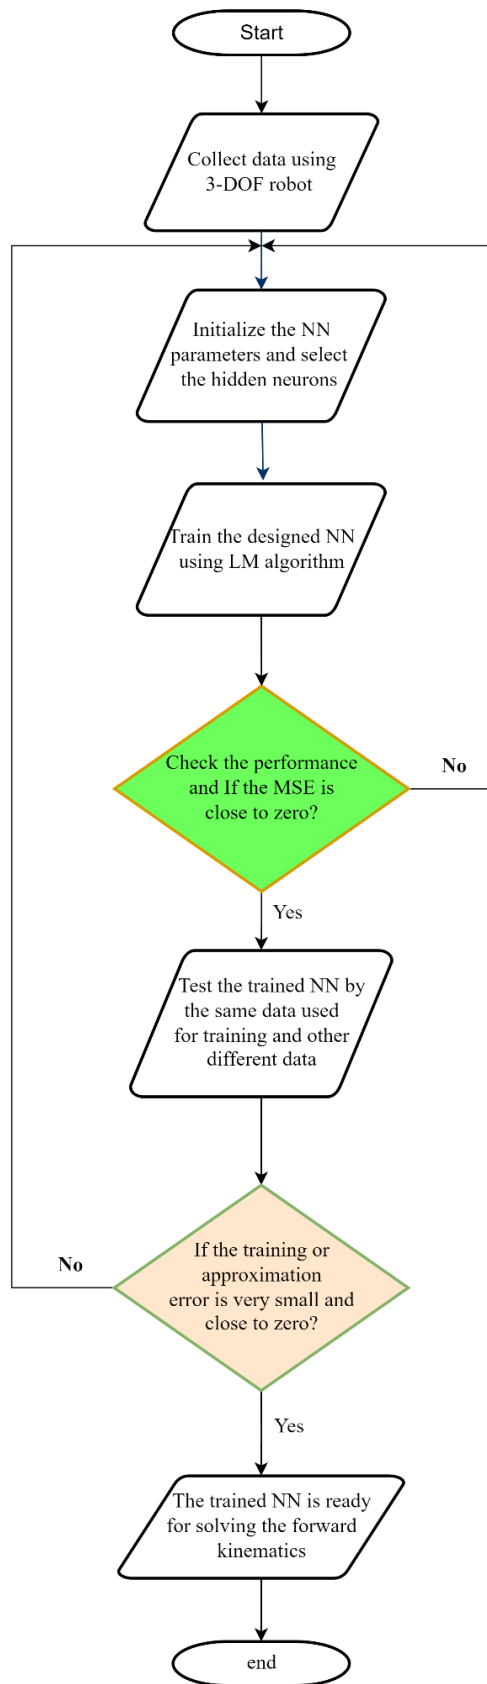 Start
Collect data using
3-DOF robot
Initialize the NN
parameters and select
the hidden neurons
Train the designed NN
using LM algorithm
Check the performance
and If the MSE is
close to zero?
No
Yes
Test the trained NN by
the same data used
for training and other
different data
If the training or
approximation
error is very small and
close to zero?
No
Yes
The trained NN is ready
for solving the forward
kinematics
end